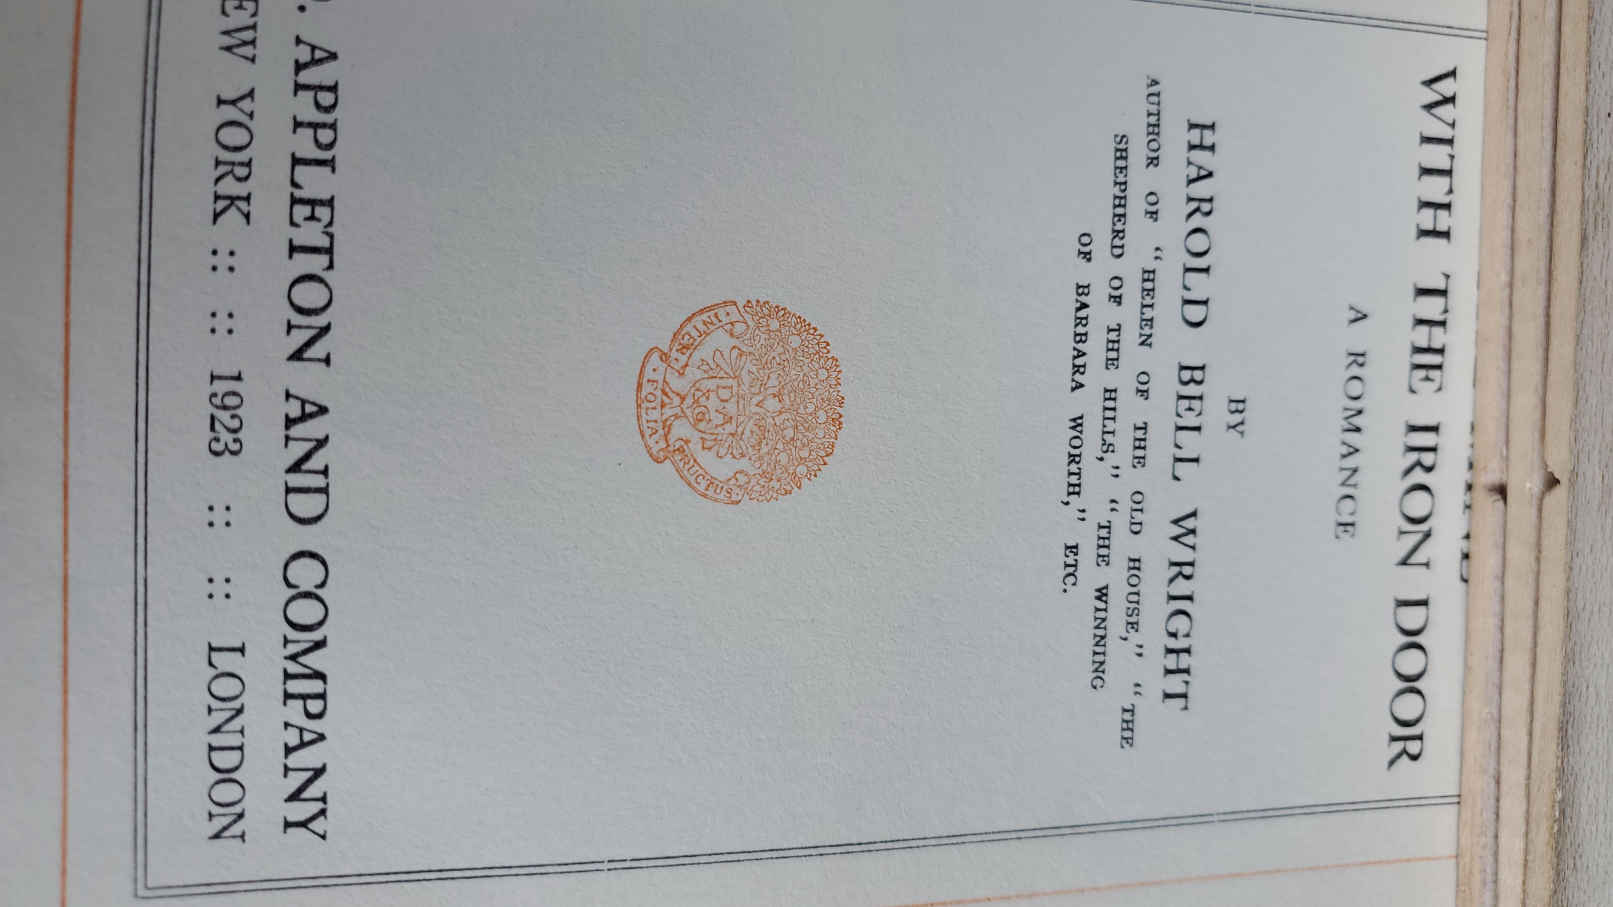 WITH THE IRON DOOR
A ROMANCE
BY
HAROLD BELL WRIGHT
AUTHOR OF "HELEN OF THE OLD HOUSE," "THE
SHEPHERD OF THE HILLS," "THE WINNING
OF BARBARA WORTH," ETC.
INTER
FOLIA
FRUCTUS
D A
& Co
. APPLETON AND COMPANY
EW YORK :: :: 1923 :: :: LONDON